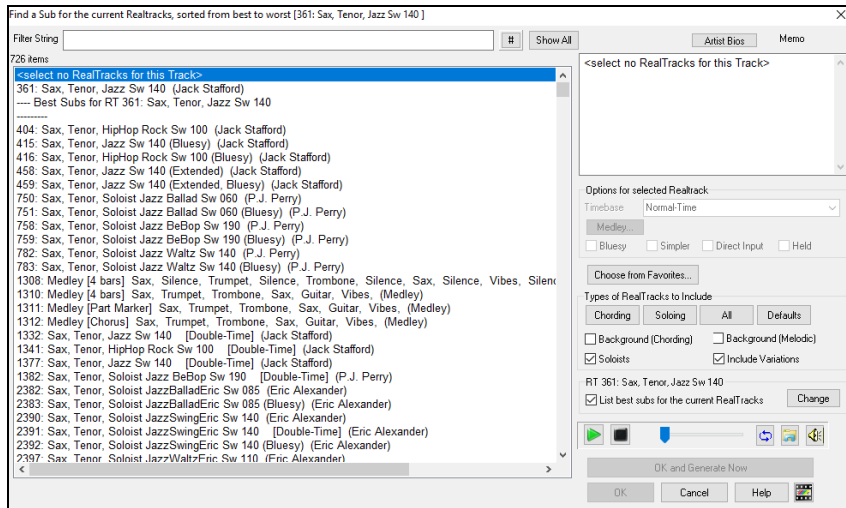 Find a Sub for the current Realtracks, sorted from best to worst [361: Sax, Tenor, Jazz Sw 140 ]
Filter String
#
Show All
726 items
<select no RealTracks for this Track>
361: Sax, Tenor, Jazz Sw 140 (Jack Stafford)
---- Best Subs for RT 361: Sax, Tenor, Jazz Sw 140
---------
404: Sax, Tenor, HipHop Rock Sw 100 (Jack Stafford)
415: Sax, Tenor, Jazz Sw 140 (Bluesy) (Jack Stafford)
416: Sax, Tenor, HipHop Rock Sw 100 (Bluesy) (Jack Stafford)
458: Sax, Tenor, Jazz Sw 140 (Extended) (Jack Stafford)
459: Sax, Tenor, Jazz Sw 140 (Extended, Bluesy) (Jack Stafford)
750: Sax, Tenor, Soloist Jazz Ballad Sw 060 (P.J. Perry)
751: Sax, Tenor, Soloist Jazz Ballad Sw 060 (Bluesy) (P.J. Perry)
758: Sax, Tenor, Soloist Jazz BeBop Sw 190 (P.J. Perry)
759: Sax, Tenor, Soloist Jazz BeBop Sw 190 (Bluesy) (P.J. Perry)
782: Sax, Tenor, Soloist Jazz Waltz Sw 140 (P.J. Perry)
783: Sax, Tenor, Soloist Jazz Waltz Sw 140 (Bluesy) (P.J. Perry)
1308: Medley [4 bars] Sax, Silence, Trumpet, Silence, Trombone, Silence, Sax, Silence, Vibes, Silenc
1310: Medley [4 bars] Sax, Trumpet, Trombone, Sax, Guitar, Vibes, (Medley)
1311: Medley [Part Marker] Sax, Trumpet, Trombone, Sax, Guitar, Vibes, (Medley)
1312: Medley [Chorus] Sax, Trumpet, Trombone, Sax, Guitar, Vibes, (Medley)
1332: Sax, Tenor, Jazz Sw 140 [Double-Time] (Jack Stafford)
1341: Sax, Tenor, HipHop Rock Sw 100 [Double-Time] (Jack Stafford)
1377: Sax, Tenor, Jazz Sw 140 [Double-Time] (Jack Stafford)
1382: Sax, Tenor, Soloist Jazz BeBop Sw 190 [Double-Time] (P.J. Perry)
2382: Sax, Tenor, Soloist JazzBalladEric Sw 085 (Eric Alexander)
2383: Sax, Tenor, Soloist JazzBalladEric Sw 085 (Bluesy) (Eric Alexander)
2390: Sax, Tenor, Soloist JazzSwingEric Sw 140 (Eric Alexander)
2391: Sax, Tenor, Soloist JazzSwingEric Sw 140 [Double-Time] (Eric Alexander)
2392: Sax, Tenor, Soloist JazzSwingEric Sw 140 (Bluesy) (Eric Alexander)
2397: Sax, Tenor, Soloist JazzWaltzEric Sw 110 (Eric Alexander)
Artist Bios
Memo
<select no RealTracks for this Track>
Options for selected Realtrack
Timebase
Normal-Time
Medley...
Bluesy
Simpler
Direct Input
Held
Choose from Favorites...
Types of RealTracks to Include
Chording
Soloing
All
Defaults
Background (Chording)
Background (Melodic)
Soloists
Include Variations
RT 361: Sax, Tenor, Jazz Sw 140
List best subs for the current RealTracks
Change
OK and Generate Now
OK
Cancel
Help